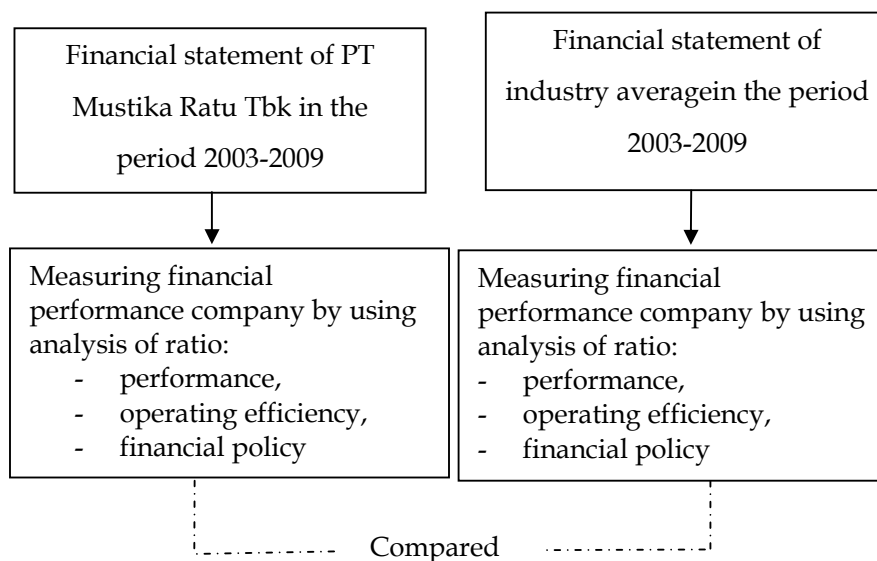 Financial statement of PT
Mustika Ratu Tbk in the
period 2003-2009
Financial statement of
industry averagein the period
2003-2009
Measuring financial
performance company by using
analysis of ratio:
- performance,
- operating efficiency,
- financial policy
Measuring financial
performance company by using
analysis of ratio:
- performance,
- operating efficiency,
- financial policy
Compared